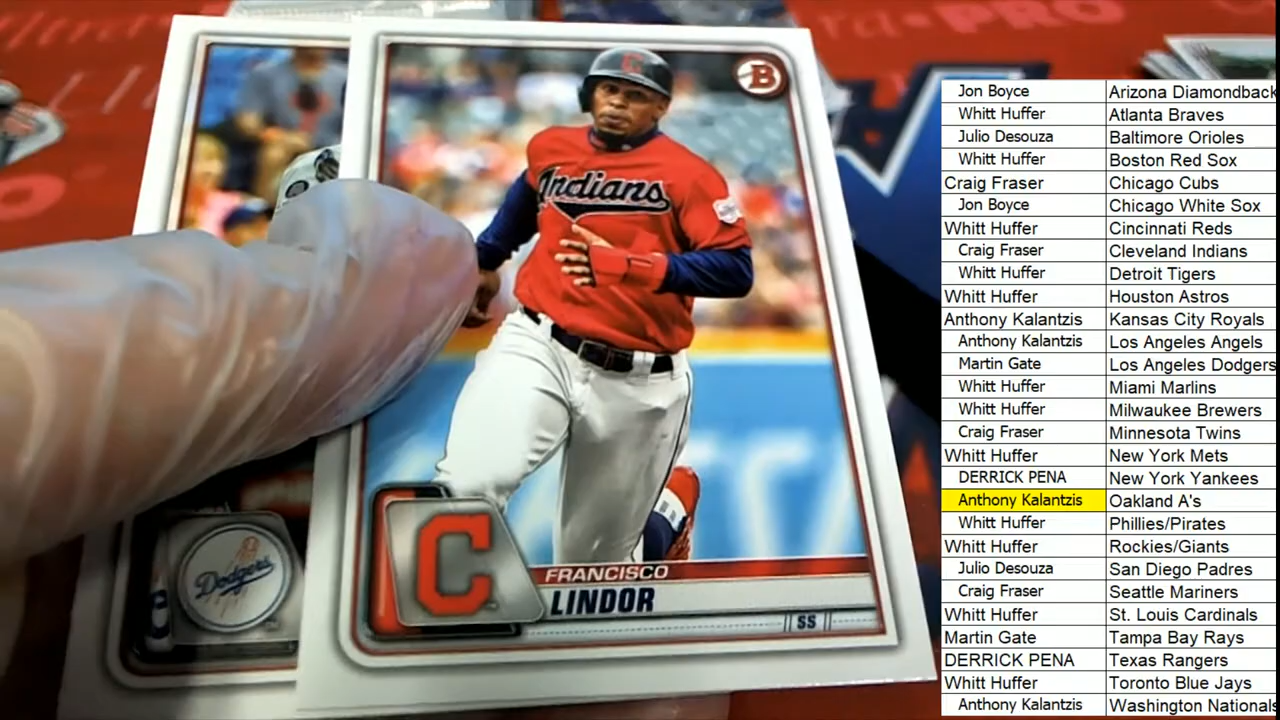 PRO
B
C
Indians
Dodgers
C
FRANCISCO
LINDOR
SS
Jon Boyce Arizona Diamondback
Whitt Huffer Atlanta Braves
Julio Desouza Baltimore Orioles
Whitt Huffer Boston Red Sox
Craig Fraser Chicago Cubs
Jon Boyce Chicago White Sox
Whitt Huffer Cincinnati Reds
Craig Fraser Cleveland Indians
Whitt Huffer Detroit Tigers
Whitt Huffer Houston Astros
Anthony Kalantzis Kansas City Royals
Anthony Kalantzis Los Angeles Angels
Martin Gate Los Angeles Dodgers
Whitt Huffer Miami Marlins
Whitt Huffer Milwaukee Brewers
Craig Fraser Minnesota Twins
Whitt Huffer New York Mets
DERRICK PENA New York Yankees
Anthony Kalantzis Oakland A's
Whitt Huffer Phillies/Pirates
Whitt Huffer Rockies/Giants
Julio Desouza San Diego Padres
Craig Fraser Seattle Mariners
Whitt Huffer St. Louis Cardinals
Martin Gate Tampa Bay Rays
DERRICK PENA Texas Rangers
Whitt Huffer Toronto Blue Jays
Anthony Kalantzis Washington Nationals